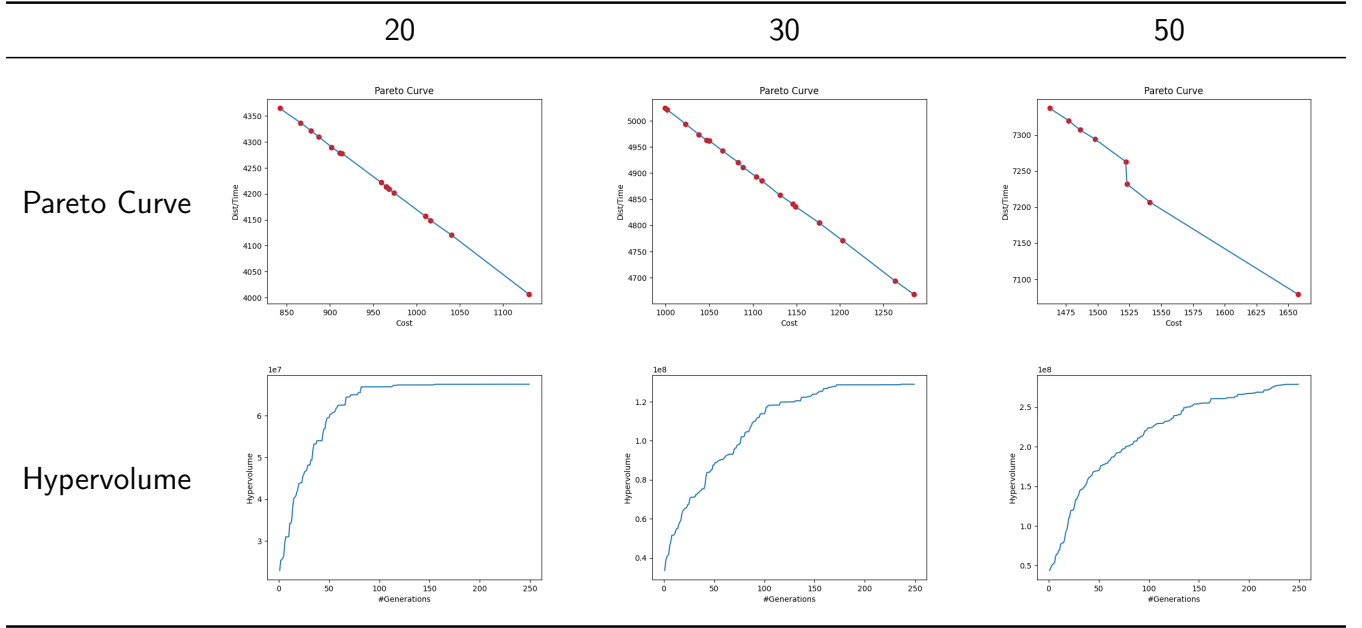 20 30 50
Pareto Curve
Pareto Curve
4350
4300
4250
4200
4150
4100
4050
4000
Dist/Time
850 900 950 1000 1050 1100
Cost
Pareto Curve
5000
4950
4900
4850
4800
4750
4700
Dist/Time
1000 1050 1100 1150 1200 1250
Cost
Pareto Curve
7300
7250
7200
7150
7100
Dist/Time
1475 1500 1525 1550 1575 1600 1625 1650
Cost
Hypervolume
1e7
6
5
4
3
Hypervolume
0 50 100 150 200 250
#Generations
1e8
1.2
1.0
0.8
0.6
0.4
Hypervolume
0 50 100 150 200 250
#Generations
1e8
2.5
2.0
1.5
1.0
0.5
Hypervolume
0 50 100 150 200 250
#Generations